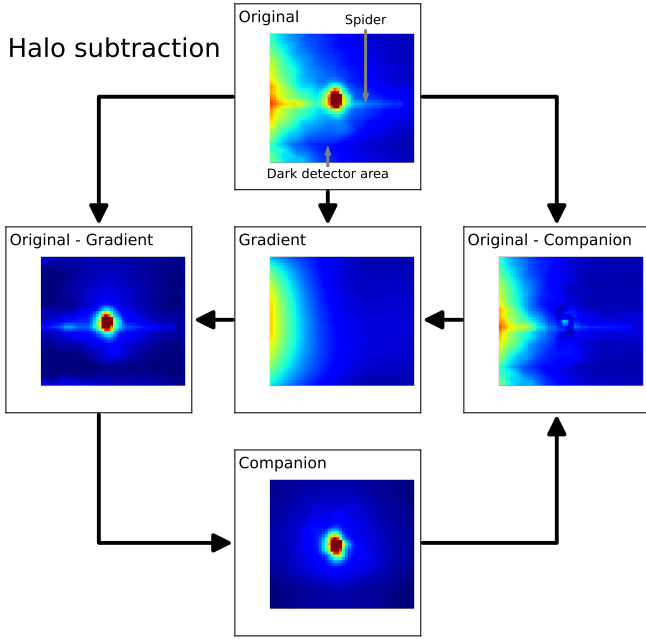 Halo subtraction
Original
Spider
Dark detector area
Original - Gradient
Gradient
Original - Companion
Companion